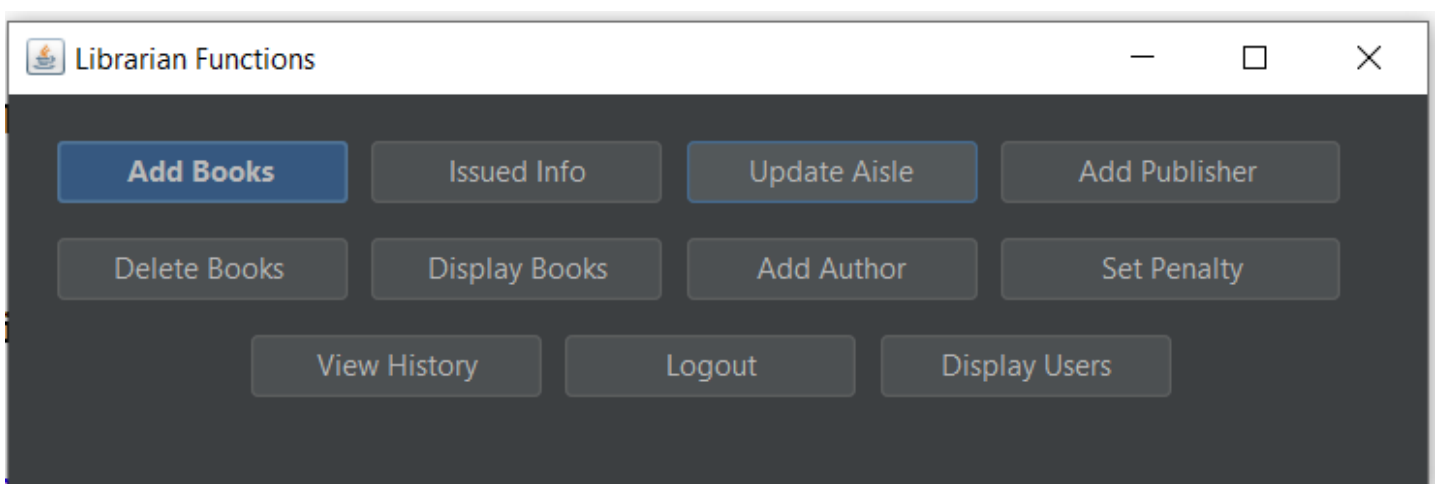 Librarian Functions
Add Books Issued Info Update Aisle Add Publisher
Delete Books Display Books Add Author Set Penalty
View History Logout Display Users